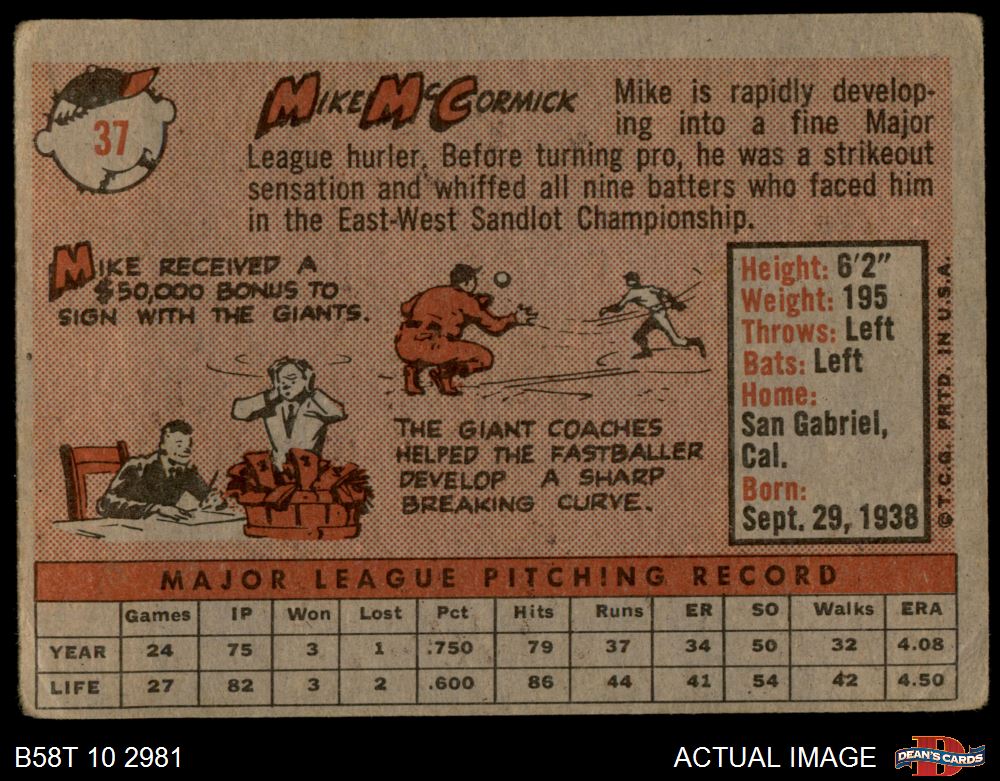 37
MIKE McCORMICK
Mike is rapidly develop-
ing into a fine Major
League hurler. Before turning pro, he was a strikeout
sensation and whiffed all nine batters who faced him
in the East-West Sandlot Championship.
MIKE RECEIVED A
$50,000 BONUS TO
SIGN WITH THE GIANTS.
THE GIANT COACHES
HELPED THE FASTBALLER
DEVELOP A SHARP
BREAKING CURVE.
Height: 6'2"
Weight: 195
Throws: Left
Bats: Left
Home:
San Gabriel,
Cal.
Born:
Sept. 29, 1938
© T.C.G. PRTD. IN U.S.A.
MAJOR LEAGUE PITCHING RECORD
Games IP Won Lost Pct Hits Runs ER SO Walks ERA
YEAR 24 75 3 1 .750 79 37 34 50 32 4.08
LIFE 27 82 3 2 .600 86 44 41 54 42 4.50
B58T 10 2981
ACTUAL IMAGE
D
DEAN'S CARDS